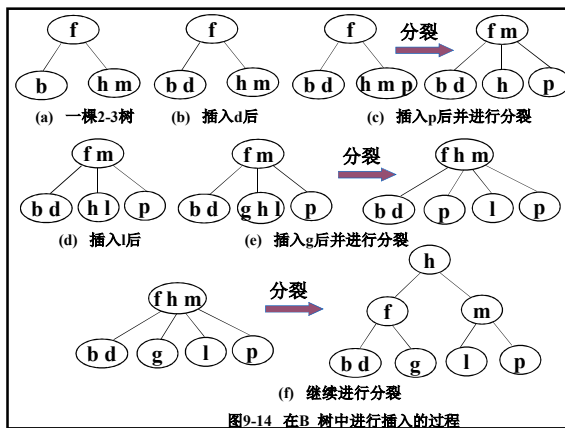 f
f
f
分裂
f m
b
h m
b d
h m
b d
h m p
b d
h
p
(a) 一棵2-3树
(b) 插入d后
(c) 插入p后并进行分裂
f m
f m
分裂
f h m
b d
h l
p
b d
g h l
p
b d
p
l
p
(d) 插入l后
(e) 插入g后并进行分裂
h
f h m
分裂
f
m
b d
g
l
p
b d
g
l
p
(f) 继续进行分裂
图9-14 在B_树中进行插入的过程